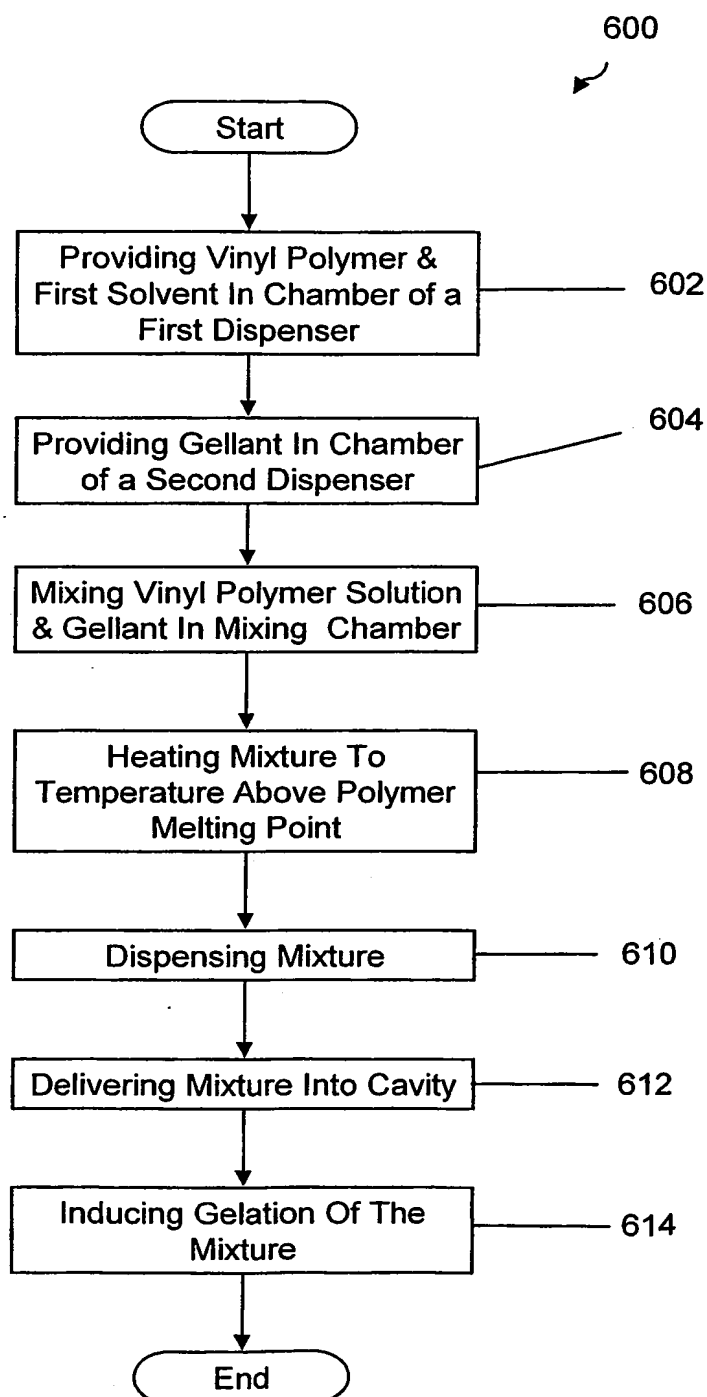 600
Start
Providing Vinyl Polymer &
First Solvent In Chamber of a
First Dispenser
602
Providing Gellant In Chamber
of a Second Dispenser
604
Mixing Vinyl Polymer Solution
& Gellant In Mixing Chamber
606
Heating Mixture To
Temperature Above Polymer
Melting Point
608
Dispensing Mixture
610
Delivering Mixture Into Cavity
612
Inducing Gelation Of The
Mixture
614
End